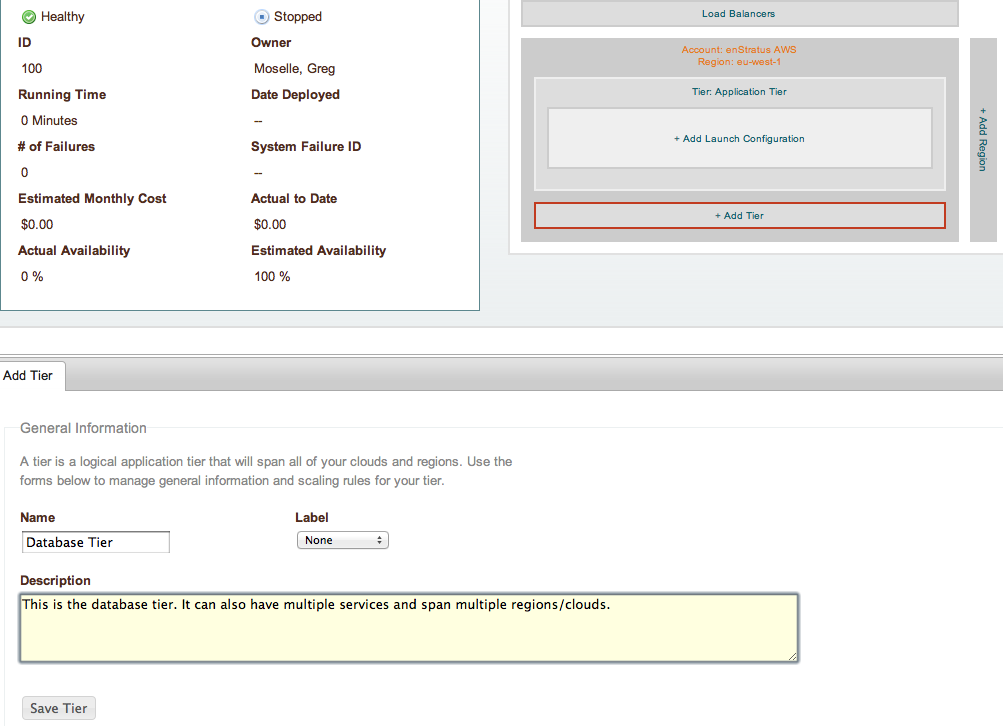 Healthy
Stopped
ID
Owner
100
Moselle, Greg
Running Time
Date Deployed
0 Minutes
--
# of Failures
System Failure ID
0
--
Estimated Monthly Cost
Actual to Date
$0.00
$0.00
Actual Availability
Estimated Availability
0 %
100 %
Load Balancers
Account: enStratus AWS
Region: eu-west-1
Tier: Application Tier
+ Add Launch Configuration
+ Add Tier
+ Add Region
Add Tier
General Information
A tier is a logical application tier that will span all of your clouds and regions. Use the
forms below to manage general information and scaling rules for your tier.
Name
Label
Database Tier
None
Description
This is the database tier. It can also have multiple services and span multiple regions/clouds.
Save Tier